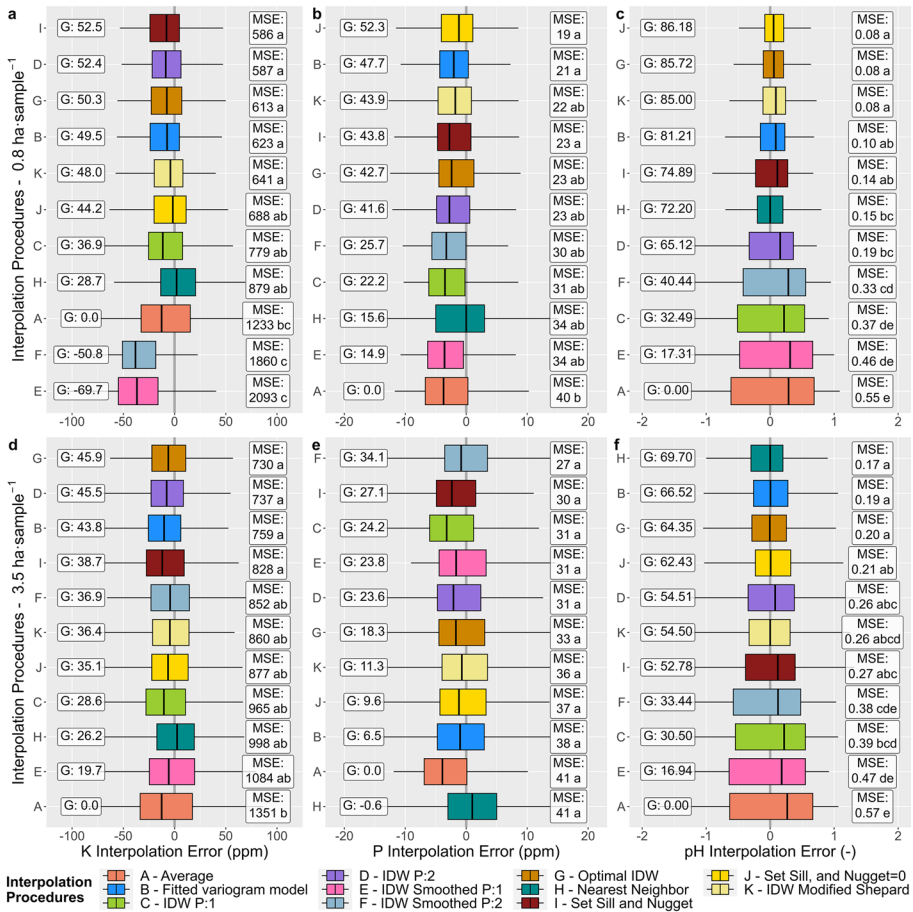 Interpolation Procedures - 0.8 ha·sample⁻¹
a
I G: 52.5 MSE: 586 a
D G: 52.4 MSE: 587 a
G G: 50.3 MSE: 613 a
B G: 49.5 MSE: 623 a
K G: 48.0 MSE: 641 a
J G: 44.2 MSE: 688 ab
C G: 36.9 MSE: 779 ab
H G: 28.7 MSE: 879 ab
A G: 0.0 MSE: 1233 bc
F G: -50.8 MSE: 1860 c
E G: -69.7 MSE: 2093 c
-100 -50 0 50 100
b
J G: 52.3 MSE: 19 a
B G: 47.7 MSE: 21 a
K G: 43.9 MSE: 22 ab
I G: 43.8 MSE: 23 a
G G: 42.7 MSE: 23 ab
D G: 41.6 MSE: 23 ab
F G: 25.7 MSE: 30 ab
C G: 22.2 MSE: 31 ab
H G: 15.6 MSE: 34 ab
E G: 14.9 MSE: 34 ab
A G: 0.0 MSE: 40 b
-20 -10 0 10 20
c
J G: 86.18 MSE: 0.08 a
G G: 85.72 MSE: 0.08 a
K G: 85.00 MSE: 0.08 a
B G: 81.21 MSE: 0.10 ab
I G: 74.89 MSE: 0.14 ab
H G: 72.20 MSE: 0.15 bc
D G: 65.12 MSE: 0.19 bc
F G: 40.44 MSE: 0.33 cd
C G: 32.49 MSE: 0.37 de
E G: 17.31 MSE: 0.46 de
A G: 0.00 MSE: 0.55 e
-2 -1 0 1 2
Interpolation Procedures - 3.5 ha·sample⁻¹
d
G G: 45.9 MSE: 730 a
D G: 45.5 MSE: 737 a
B G: 43.8 MSE: 759 a
I G: 38.7 MSE: 828 a
F G: 36.9 MSE: 852 ab
K G: 36.4 MSE: 860 ab
J G: 35.1 MSE: 877 ab
C G: 28.6 MSE: 965 ab
H G: 26.2 MSE: 998 ab
E G: 19.7 MSE: 1084 ab
A G: 0.0 MSE: 1351 b
-100 -50 0 50 100
K Interpolation Error (ppm)
e
F G: 34.1 MSE: 27 a
I G: 27.1 MSE: 30 a
C G: 24.2 MSE: 31 a
E G: 23.8 MSE: 31 a
D G: 23.6 MSE: 31 a
G G: 18.3 MSE: 33 a
K G: 11.3 MSE: 36 a
J G: 9.6 MSE: 37 a
B G: 6.5 MSE: 38 a
A G: 0.0 MSE: 41 a
H G: -0.6 MSE: 41 a
-20 -10 0 10 20
P Interpolation Error (ppm)
f
H G: 69.70 MSE: 0.17 a
B G: 66.52 MSE: 0.19 a
G G: 64.35 MSE: 0.20 a
J G: 62.43 MSE: 0.21 ab
D G: 54.51 MSE: 0.26 abc
K G: 54.50 MSE: 0.26 abcd
I G: 52.78 MSE: 0.27 abc
F G: 33.44 MSE: 0.38 cde
C G: 30.50 MSE: 0.39 bcd
E G: 16.94 MSE: 0.47 de
A G: 0.00 MSE: 0.57 e
-2 -1 0 1 2
pH Interpolation Error (-)
Interpolation
Procedures
A - Average
B - Fitted variogram model
C - IDW P:1
D - IDW P:2
E - IDW Smoothed P:1
F - IDW Smoothed P:2
G - Optimal IDW
H - Nearest Neighbor
I - Set Sill and Nugget
J - Set Sill, and Nugget=0
K - IDW Modified Shepard